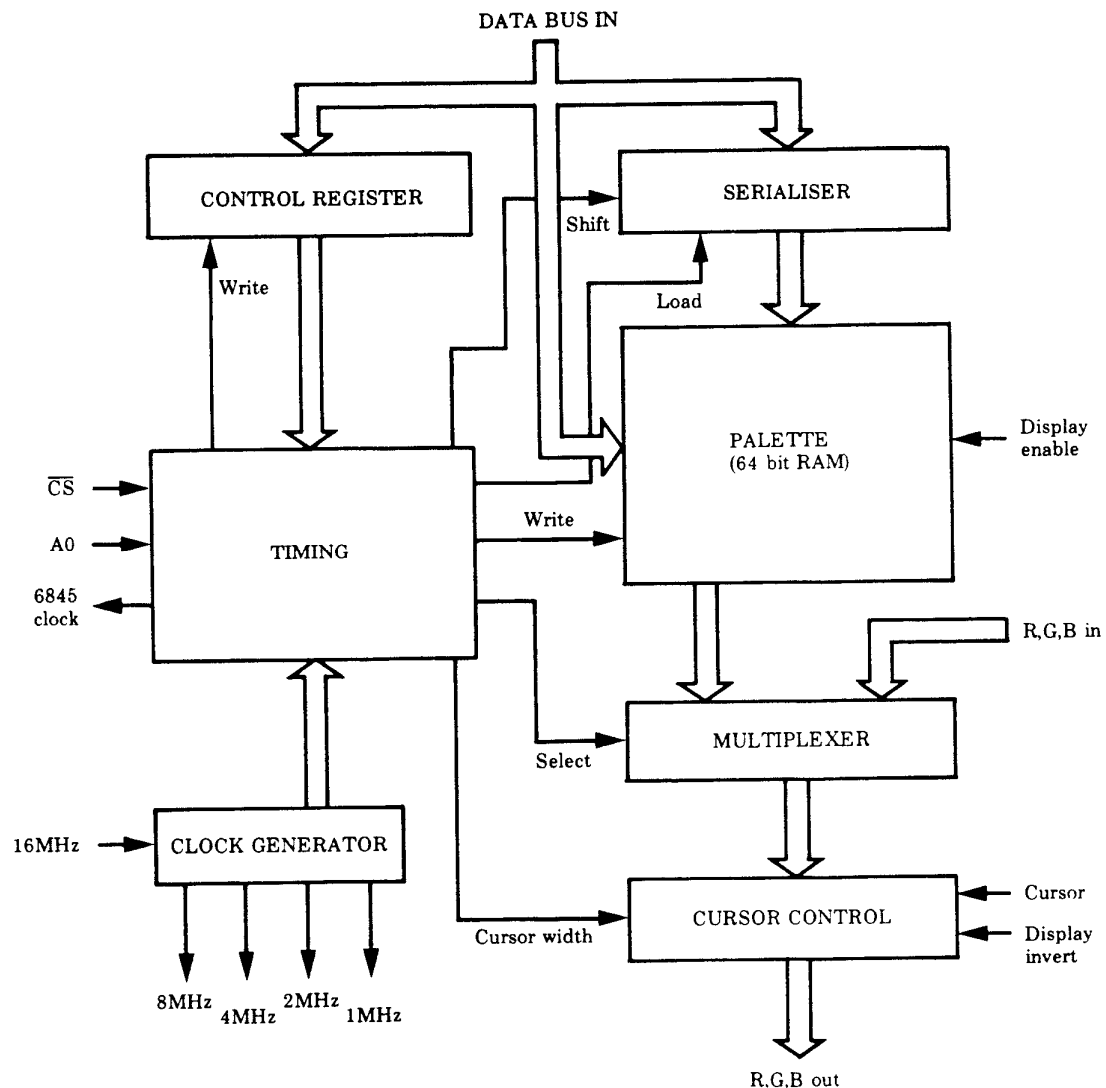 DATA BUS IN
CONTROL REGISTER
SERIALISER
Shift
Write
Load
PALETTE
(64 bit RAM)
Display
enable
CS
A0
6845
clock
TIMING
Write
R,G,B in
Select
MULTIPLEXER
16MHz
CLOCK GENERATOR
8MHz
4MHz
2MHz
1MHz
Cursor width
CURSOR CONTROL
Cursor
Display
invert
R,G,B out